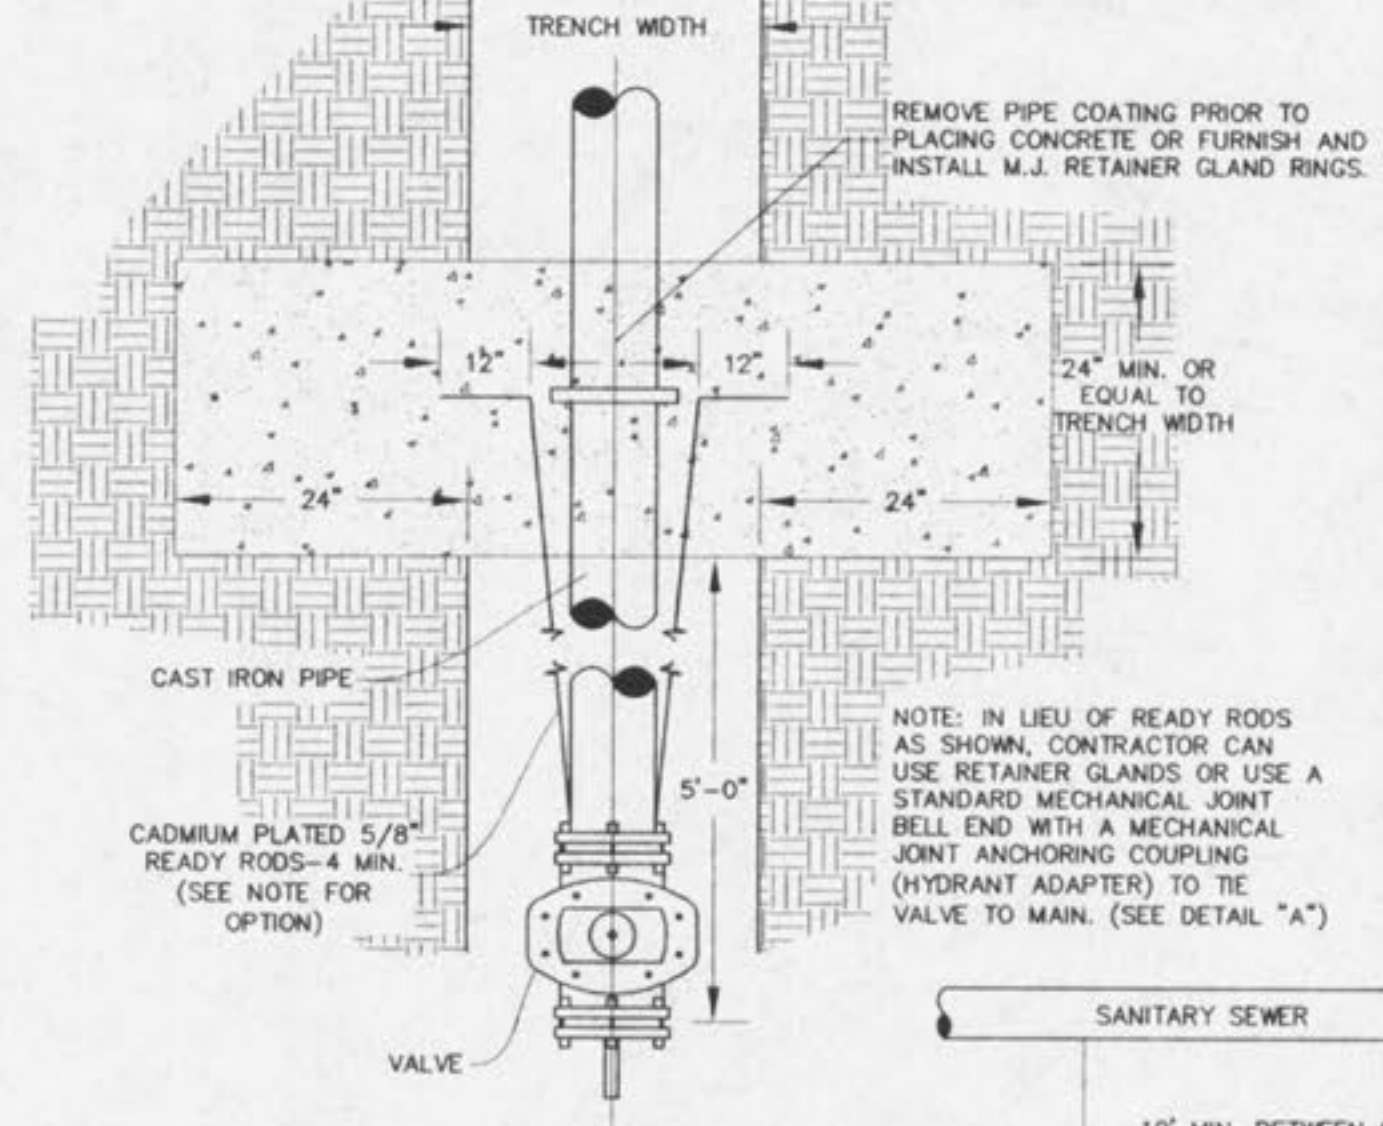 TRENCH WIDTH
REMOVE PIPE COATING PRIOR TO
PLACING CONCRETE OR FURNISH AND
INSTALL M.J. RETAINER GLAND RINGS.
12"
12"
24" MIN. OR
EQUAL TO
TRENCH WIDTH
24"
24"
CAST IRON PIPE
NOTE: IN LIEU OF READY RODS
AS SHOWN, CONTRACTOR CAN
USE RETAINER GLANDS OR USE A
STANDARD MECHANICAL JOINT
BELL END WITH A MECHANICAL
JOINT ANCHORING COUPLING
(HYDRANT ADAPTER) TO TIE
VALVE TO MAIN. (SEE DETAIL "A")
5'-0"
CADMIUM PLATED 5/8"
READY RODS-4 MIN.
(SEE NOTE FOR
OPTION)
SANITARY SEWER
VALVE
10' MIN. BETWEEN